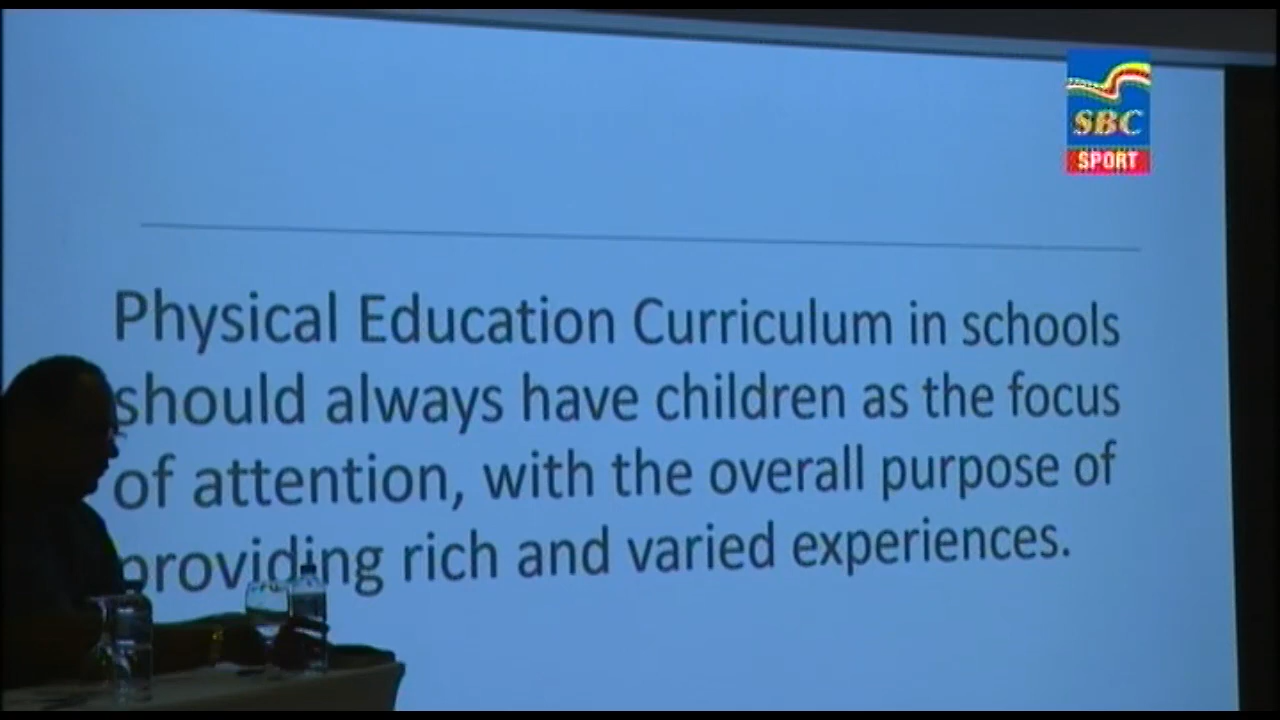 SBC
SPORT
Physical Education Curriculum in schools
should always have children as the focus
of attention, with the overall purpose of
providing rich and varied experiences.